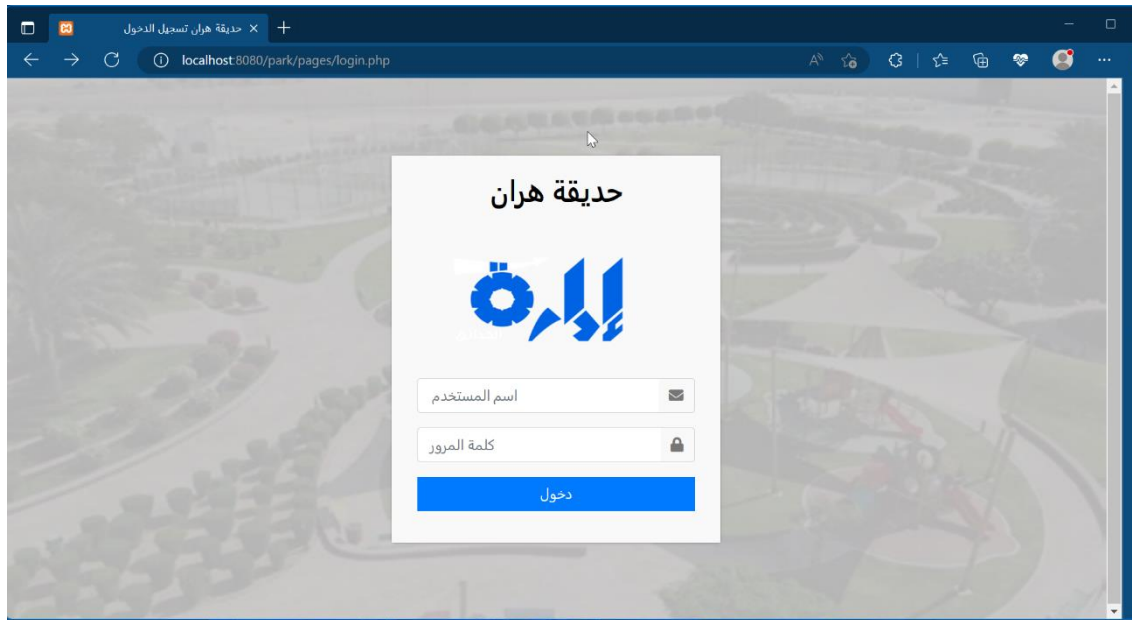 حديقة هران تسجيل الدخول
localhost:8080/park/pages/login.php
حديقة هران
إدارة
اسم المستخدم
كلمة المرور
دخول